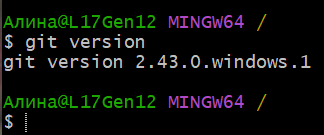 Алина@L17Gen12 MINGW64 /
$ git version
git version 2.43.0.windows.1
Алина@L17Gen12 MINGW64 /
$